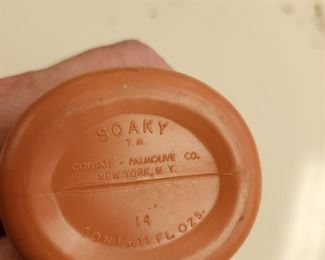 SOAKY
T.M.
COLGATE - PALMOLIVE CO.
NEW YORK, N.Y.
14
CONT. 11 FL. OZS.